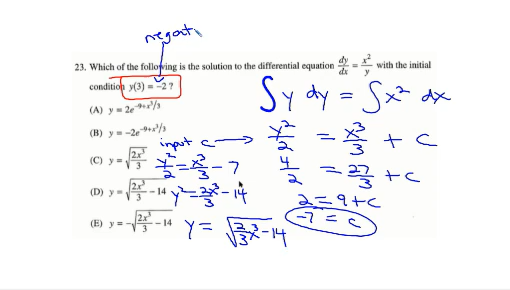 negativ
23. Which of the following is the solution to the differential equation dy/dx = x²/y with the initial
condition y(3) = −2 ?
∫ y dy = ∫ x² dx
(A) y = 2e^(−9+x³/3)
(B) y = −2e^(−9+x³/3)
input c → y²/2 = x³/3 + c
(C) y = √(2x³/3)
y²/2 = x³/3 − 7
4/2 = 27/3 + c
(D) y = √(2x³/3 − 14)
y² = 2x³/3 − 14
2 = 9 + c
−7 = c
(E) y = −√(2x³/3 − 14)
y = √(2/3 x³ − 14)